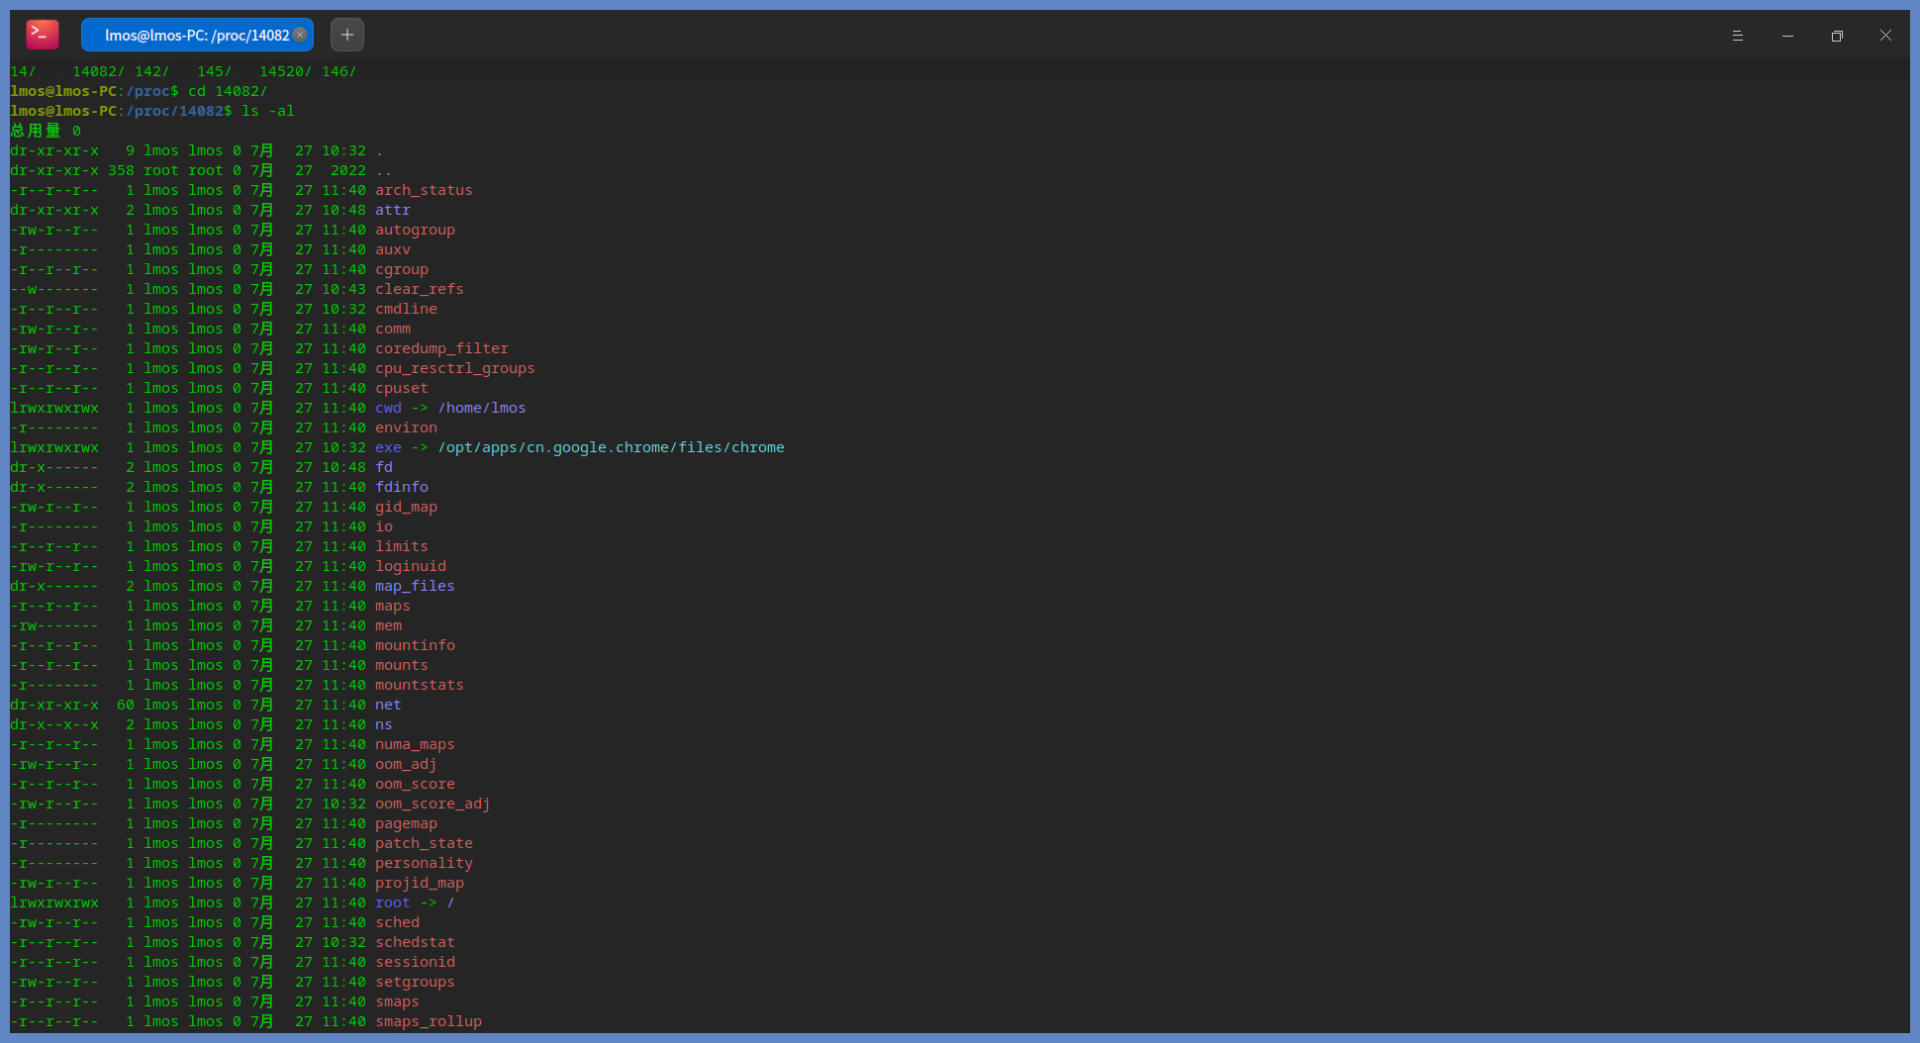 lmos@lmos-PC: /proc/14082
14/    14082/ 142/   145/   14520/ 146/
lmos@lmos-PC:/proc$ cd 14082/
lmos@lmos-PC:/proc/14082$ ls -al
总用量 0
dr-xr-xr-x   9 lmos lmos 0 7月  27 10:32 .
dr-xr-xr-x 358 root root 0 7月  27  2022 ..
-r--r--r--   1 lmos lmos 0 7月  27 11:40 arch_status
dr-xr-xr-x   2 lmos lmos 0 7月  27 10:48 attr
-rw-r--r--   1 lmos lmos 0 7月  27 11:40 autogroup
-r--------   1 lmos lmos 0 7月  27 11:40 auxv
-r--r--r--   1 lmos lmos 0 7月  27 11:40 cgroup
--w-------   1 lmos lmos 0 7月  27 10:43 clear_refs
-r--r--r--   1 lmos lmos 0 7月  27 10:32 cmdline
-rw-r--r--   1 lmos lmos 0 7月  27 11:40 comm
-rw-r--r--   1 lmos lmos 0 7月  27 11:40 coredump_filter
-r--r--r--   1 lmos lmos 0 7月  27 11:40 cpu_resctrl_groups
-r--r--r--   1 lmos lmos 0 7月  27 11:40 cpuset
lrwxrwxrwx   1 lmos lmos 0 7月  27 11:40 cwd -> /home/lmos
-r--------   1 lmos lmos 0 7月  27 11:40 environ
lrwxrwxrwx   1 lmos lmos 0 7月  27 10:32 exe -> /opt/apps/cn.google.chrome/files/chrome
dr-x------   2 lmos lmos 0 7月  27 10:48 fd
dr-x------   2 lmos lmos 0 7月  27 11:40 fdinfo
-rw-r--r--   1 lmos lmos 0 7月  27 11:40 gid_map
-r--------   1 lmos lmos 0 7月  27 11:40 io
-r--r--r--   1 lmos lmos 0 7月  27 11:40 limits
-rw-r--r--   1 lmos lmos 0 7月  27 11:40 loginuid
dr-x------   2 lmos lmos 0 7月  27 11:40 map_files
-r--r--r--   1 lmos lmos 0 7月  27 11:40 maps
-rw-------   1 lmos lmos 0 7月  27 11:40 mem
-r--r--r--   1 lmos lmos 0 7月  27 11:40 mountinfo
-r--r--r--   1 lmos lmos 0 7月  27 11:40 mounts
-r--------   1 lmos lmos 0 7月  27 11:40 mountstats
dr-xr-xr-x  60 lmos lmos 0 7月  27 11:40 net
dr-x--x--x   2 lmos lmos 0 7月  27 11:40 ns
-r--r--r--   1 lmos lmos 0 7月  27 11:40 numa_maps
-rw-r--r--   1 lmos lmos 0 7月  27 11:40 oom_adj
-r--r--r--   1 lmos lmos 0 7月  27 11:40 oom_score
-rw-r--r--   1 lmos lmos 0 7月  27 10:32 oom_score_adj
-r--------   1 lmos lmos 0 7月  27 11:40 pagemap
-r--------   1 lmos lmos 0 7月  27 11:40 patch_state
-r--------   1 lmos lmos 0 7月  27 11:40 personality
-rw-r--r--   1 lmos lmos 0 7月  27 11:40 projid_map
lrwxrwxrwx   1 lmos lmos 0 7月  27 11:40 root -> /
-rw-r--r--   1 lmos lmos 0 7月  27 11:40 sched
-r--r--r--   1 lmos lmos 0 7月  27 10:32 schedstat
-r--r--r--   1 lmos lmos 0 7月  27 11:40 sessionid
-rw-r--r--   1 lmos lmos 0 7月  27 11:40 setgroups
-r--r--r--   1 lmos lmos 0 7月  27 11:40 smaps
-r--r--r--   1 lmos lmos 0 7月  27 11:40 smaps_rollup